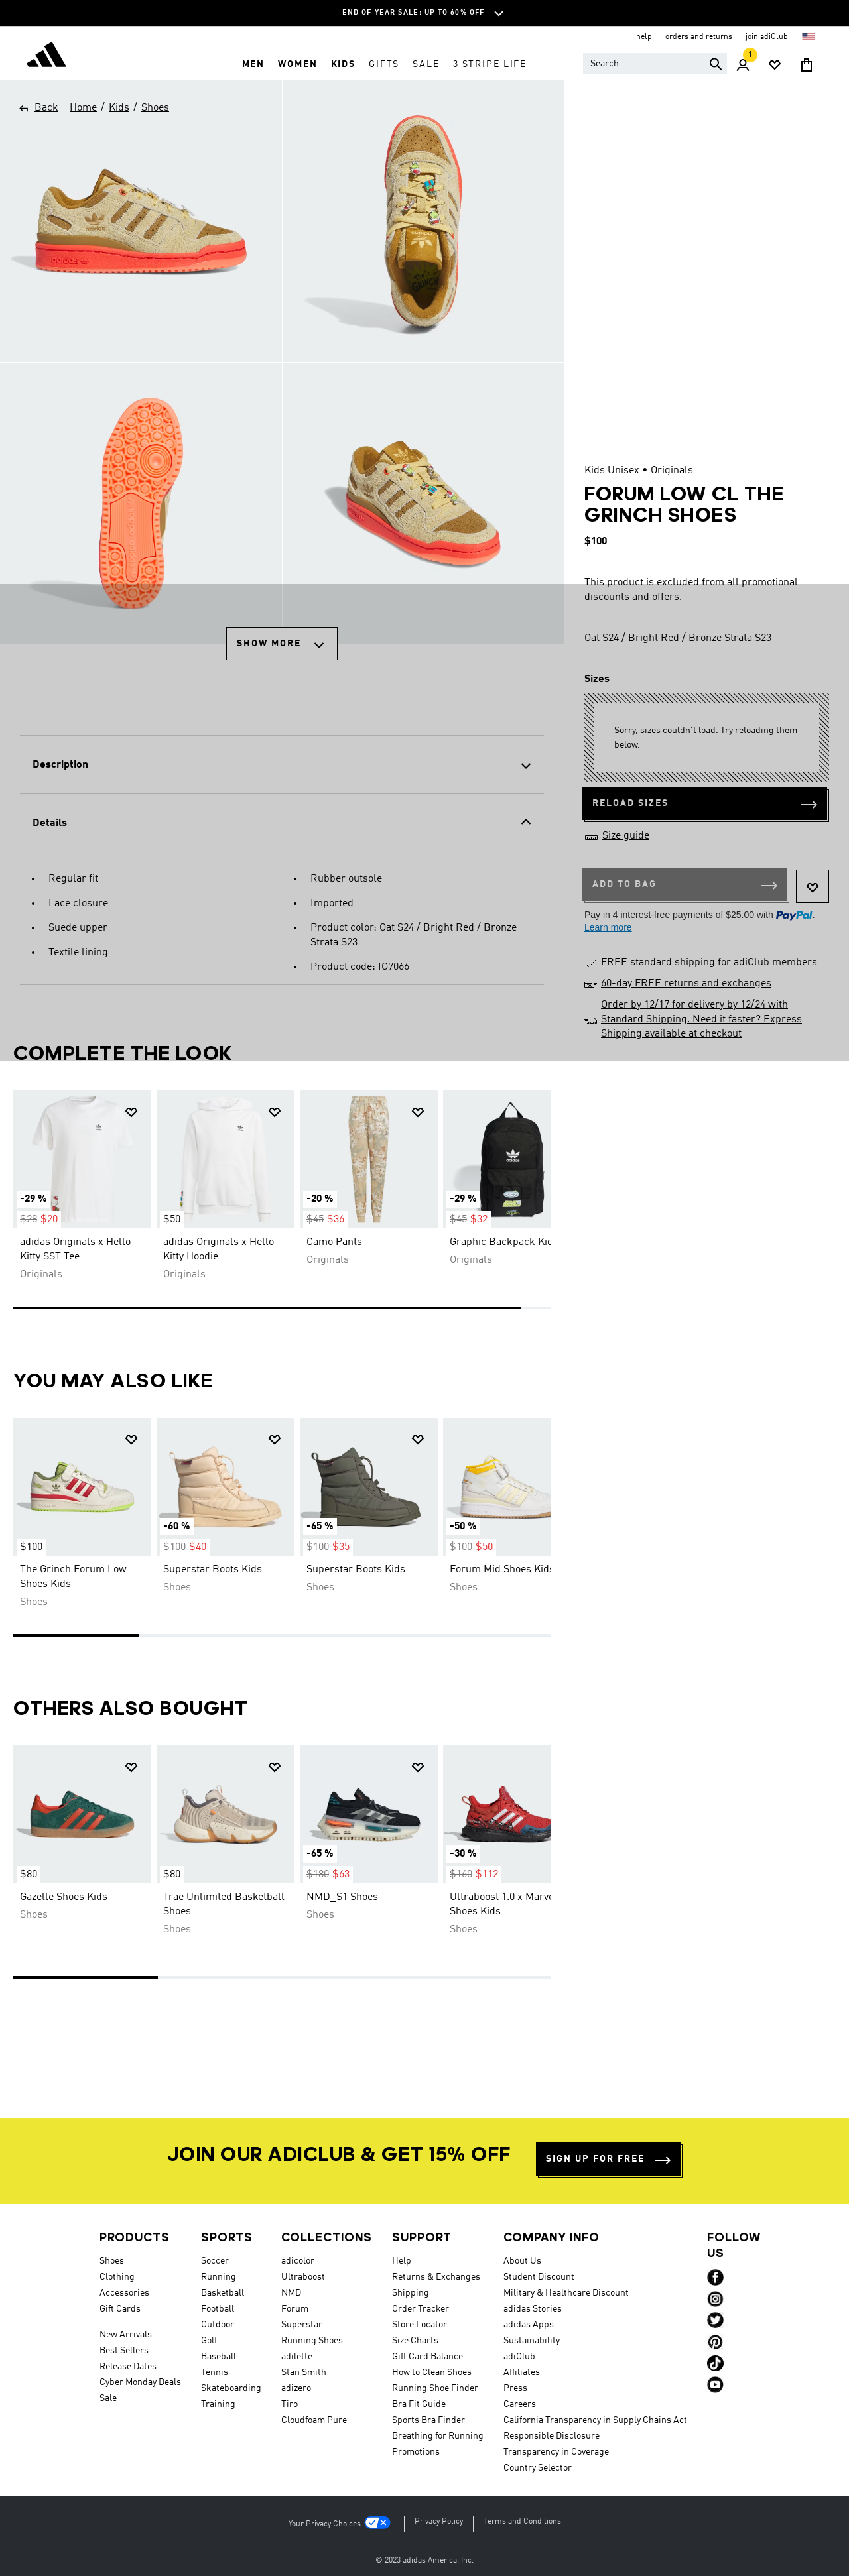 END OF YEAR SALE: UP TO 60% OFF
help
orders and returns
join adiClub
MEN
WOMEN
KIDS
GIFTS
SALE
3 STRIPE LIFE
Search
1
Back
Home / Kids / Shoes
SHOW MORE
Kids Unisex • Originals
FORUM LOW CL THE
GRINCH SHOES
$100
This product is excluded from all promotional
discounts and offers.
Oat S24 / Bright Red / Bronze Strata S23
Sizes
Sorry, sizes couldn't load. Try reloading them
below.
RELOAD SIZES
Size guide
ADD TO BAG
Pay in 4 interest-free payments of $25.00 with PayPal.
Learn more
FREE standard shipping for adiClub members
60-day FREE returns and exchanges
Order by 12/17 for delivery by 12/24 with
Standard Shipping. Need it faster? Express
Shipping available at checkout
Description
Details
• Regular fit
• Lace closure
• Suede upper
• Textile lining
• Rubber outsole
• Imported
• Product color: Oat S24 / Bright Red / Bronze
Strata S23
• Product code: IG7066
COMPLETE THE LOOK
-29 %
$28 $20
adidas Originals x Hello
Kitty SST Tee
Originals
$50
adidas Originals x Hello
Kitty Hoodie
Originals
-20 %
$45 $36
Camo Pants
Originals
-29 %
$45 $32
Graphic Backpack Kid
Originals
YOU MAY ALSO LIKE
$100
The Grinch Forum Low
Shoes Kids
Shoes
-60 %
$100 $40
Superstar Boots Kids
Shoes
-65 %
$100 $35
Superstar Boots Kids
Shoes
-50 %
$100 $50
Forum Mid Shoes Kids
Shoes
OTHERS ALSO BOUGHT
$80
Gazelle Shoes Kids
Shoes
$80
Trae Unlimited Basketball
Shoes
Shoes
-65 %
$180 $63
NMD_S1 Shoes
Shoes
-30 %
$160 $112
Ultraboost 1.0 x Marve
Shoes Kids
Shoes
JOIN OUR ADICLUB & GET 15% OFF
SIGN UP FOR FREE
PRODUCTS
Shoes
Clothing
Accessories
Gift Cards
New Arrivals
Best Sellers
Release Dates
Cyber Monday Deals
Sale
SPORTS
Soccer
Running
Basketball
Football
Outdoor
Golf
Baseball
Tennis
Skateboarding
Training
COLLECTIONS
adicolor
Ultraboost
NMD
Forum
Superstar
Running Shoes
adilette
Stan Smith
adizero
Tiro
Cloudfoam Pure
SUPPORT
Help
Returns & Exchanges
Shipping
Order Tracker
Store Locator
Size Charts
Gift Card Balance
How to Clean Shoes
Running Shoe Finder
Bra Fit Guide
Sports Bra Finder
Breathing for Running
Promotions
COMPANY INFO
About Us
Student Discount
Military & Healthcare Discount
adidas Stories
adidas Apps
Sustainability
adiClub
Affiliates
Press
Careers
California Transparency in Supply Chains Act
Responsible Disclosure
Transparency in Coverage
Country Selector
FOLLOW
US
Your Privacy Choices
Privacy Policy
Terms and Conditions
© 2023 adidas America, Inc.